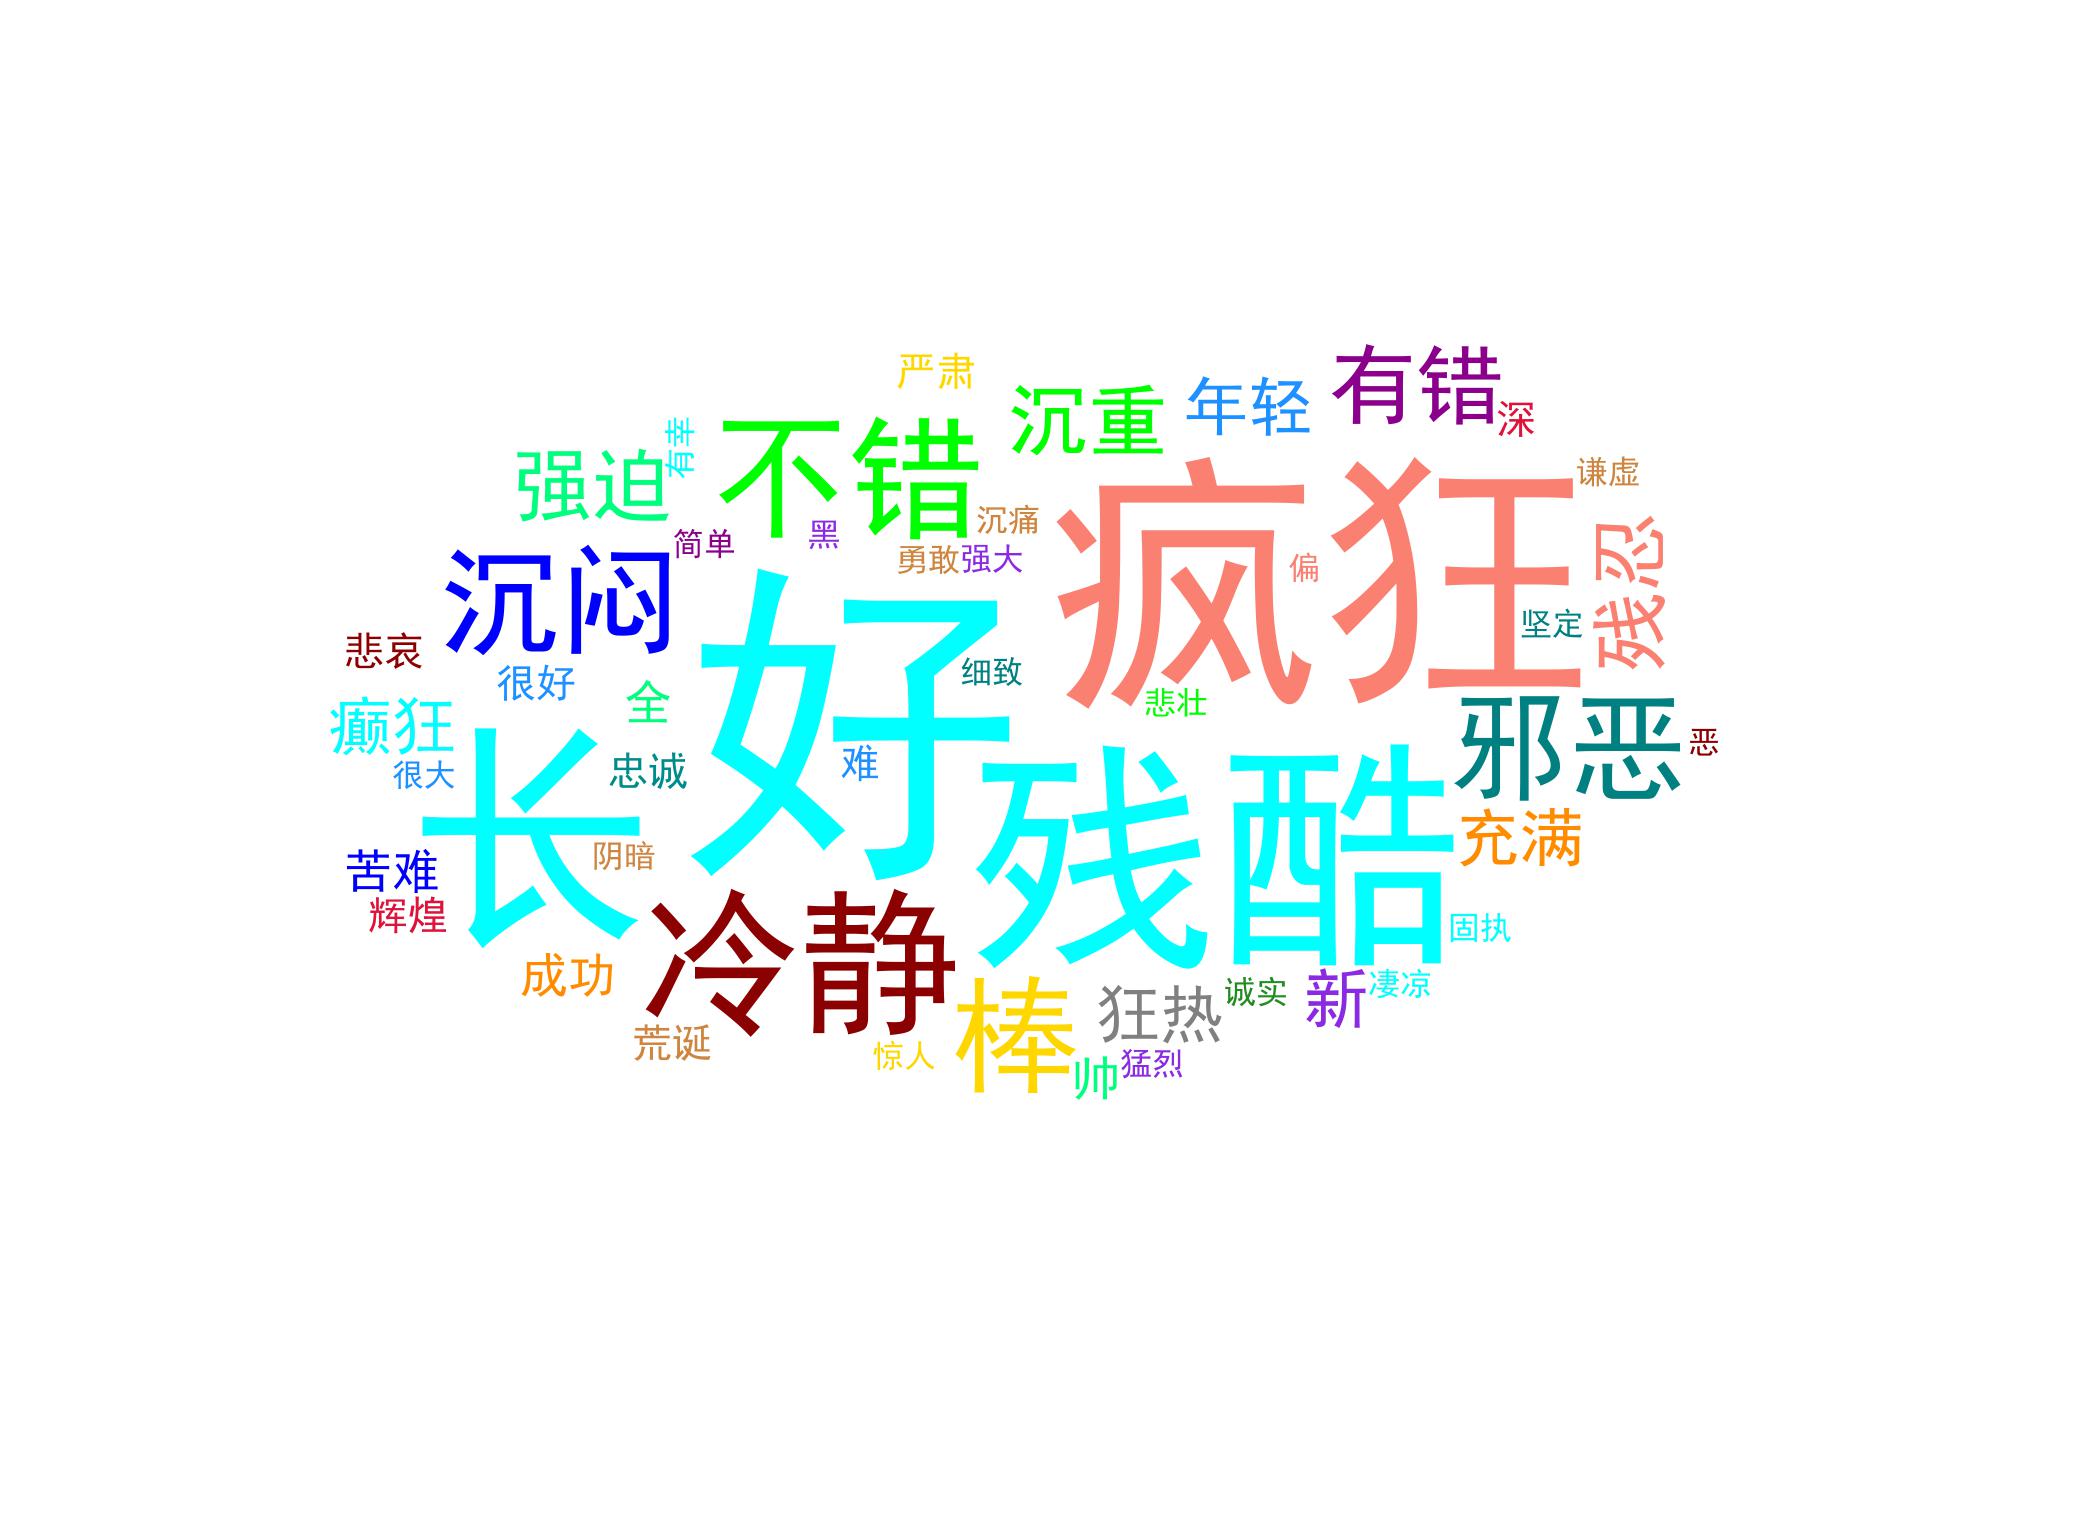 严肃
沉重
年轻
有错
深
强迫
有幸
不错
疯狂
谦虚
简单
黑
沉痛
勇敢
强大
偏
残忍
沉闷
好
坚定
悲哀
很好
全
细致
悲壮
癫狂
很大
长
忠诚
难
残酷
邪恶
恶
充满
苦难
阴暗
辉煌
冷静
固执
成功
棒
狂热
诚实
新
凄凉
荒诞
惊人
帅
猛烈